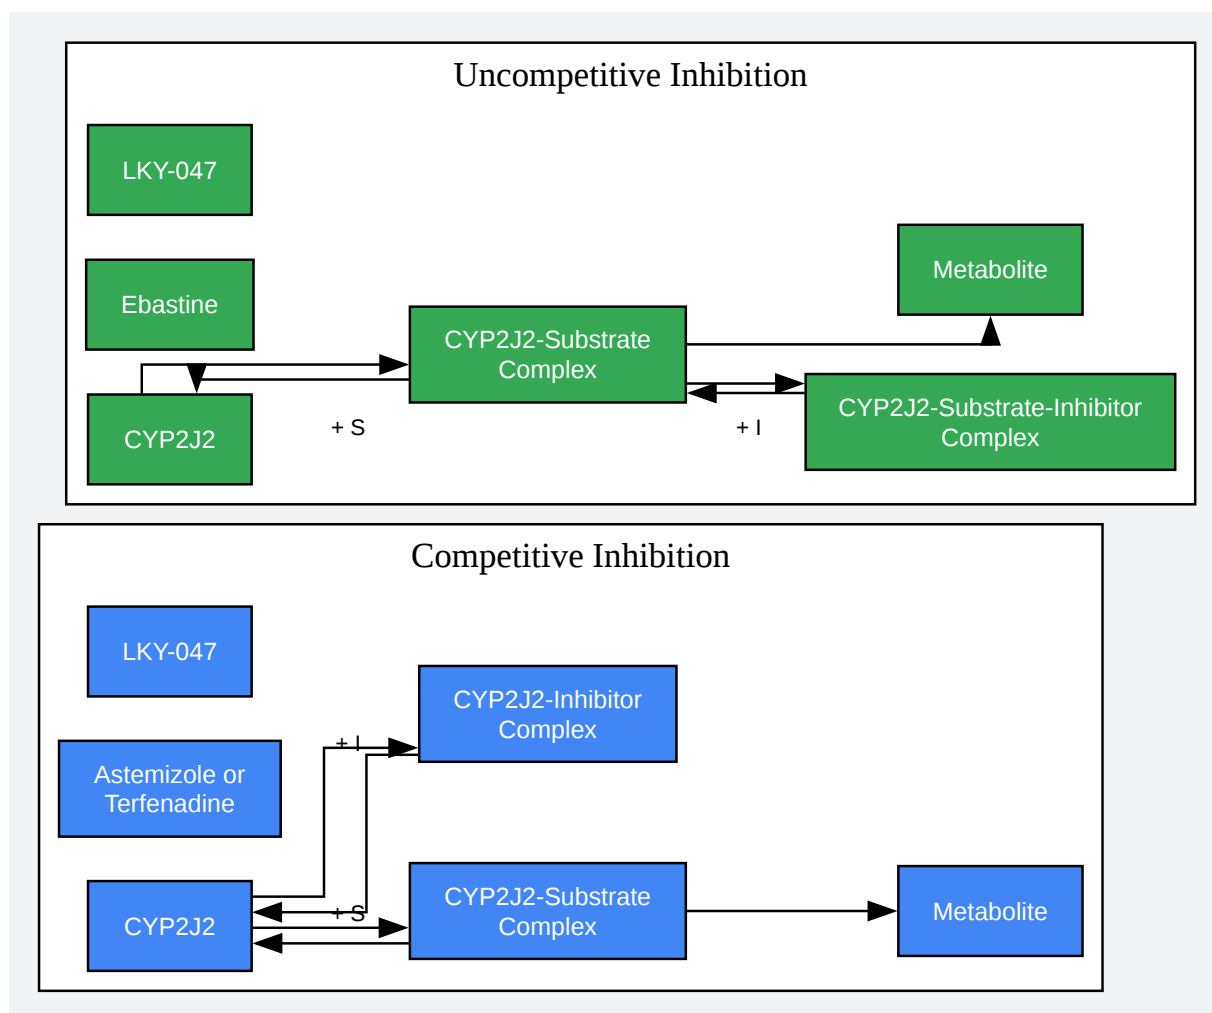 Uncompetitive Inhibition
LKY-047
Ebastine
CYP2J2
+ S
CYP2J2-Substrate
Complex
+ I
Metabolite
CYP2J2-Substrate-Inhibitor
Complex
Competitive Inhibition
LKY-047
Astemizole or
Terfenadine
CYP2J2
+ I
+ S
CYP2J2-Inhibitor
Complex
CYP2J2-Substrate
Complex
Metabolite